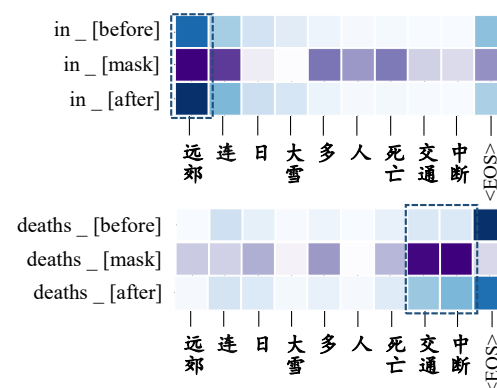 in _ [before]
in _ [mask]
in _ [after]
远郊 连 日 大雪 多 人 死亡 交通 中断 <EOS>
deaths _ [before]
deaths _ [mask]
deaths _ [after]
远郊 连 日 大雪 多 人 死亡 交通 中断 <EOS>